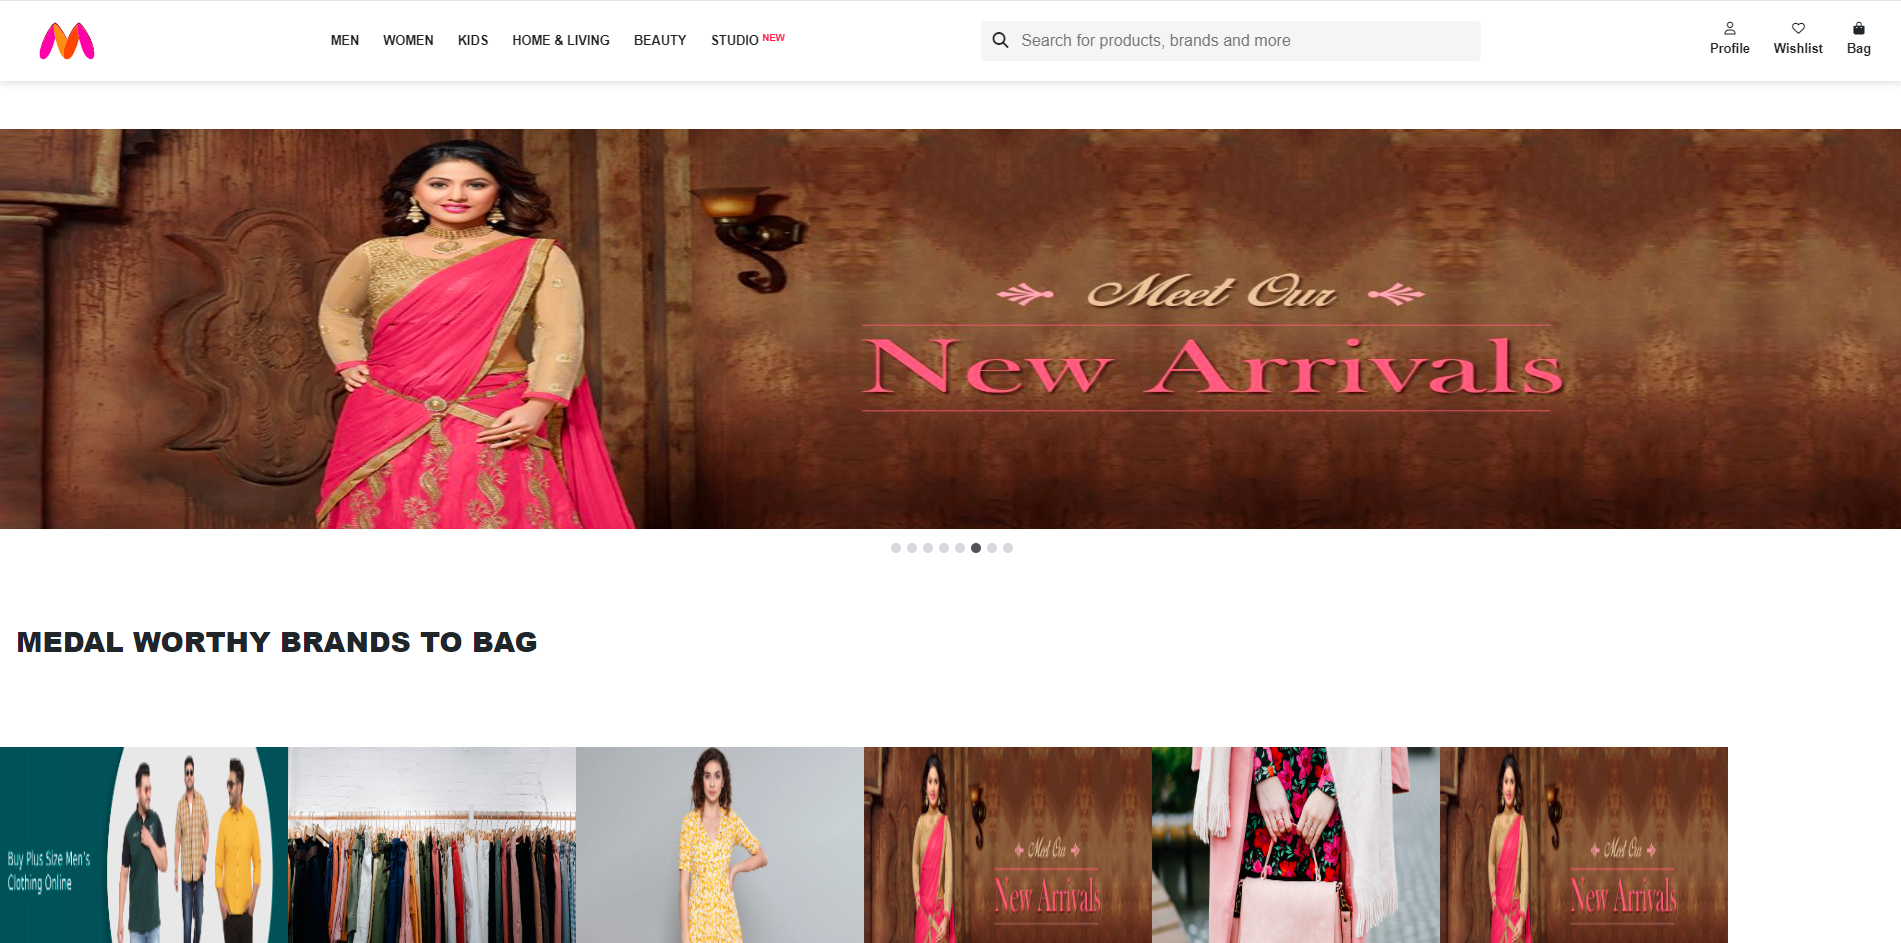 MEN WOMEN KIDS HOME & LIVING BEAUTY STUDIO NEW
Search for products, brands and more
Profile Wishlist Bag
Meet Our
New Arrivals
MEDAL WORTHY BRANDS TO BAG
Buy Plus Size Men's
Clothing Online
Meet Our
New Arrivals
Meet Our
New Arrivals